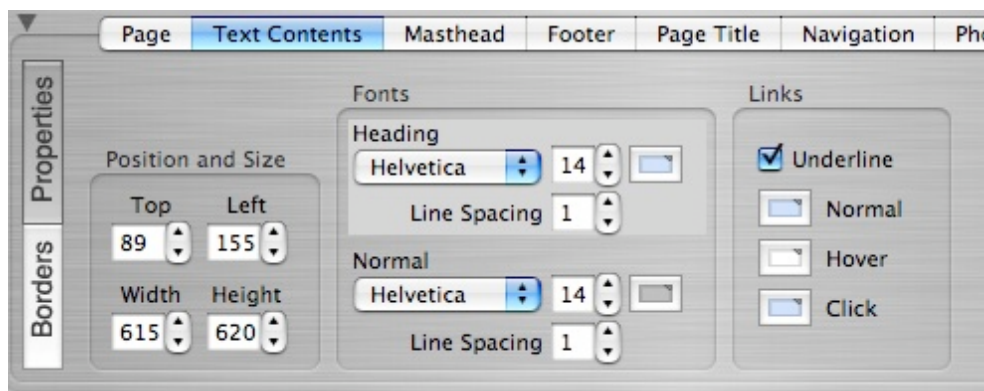 Page Text Contents Masthead Footer Page Title Navigation Pho
Properties
Borders
Position and Size
Top Left
89 155
Width Height
615 620
Fonts
Heading
Helvetica 14
Line Spacing 1
Normal
Helvetica 14
Line Spacing 1
Links
Underline
Normal
Hover
Click